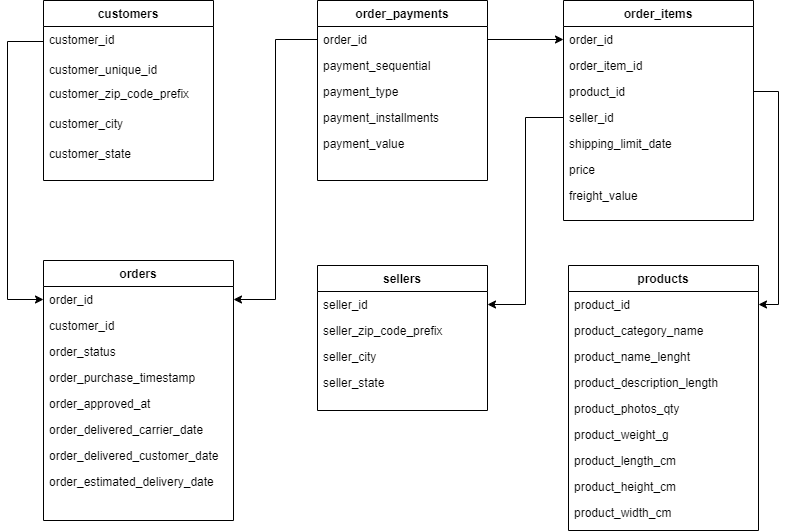 customers
customer_id
customer_unique_id
customer_zip_code_prefix
customer_city
customer_state
order_payments
order_id
payment_sequential
payment_type
payment_installments
payment_value
order_items
order_id
order_item_id
product_id
seller_id
shipping_limit_date
price
freight_value
orders
order_id
customer_id
order_status
order_purchase_timestamp
order_approved_at
order_delivered_carrier_date
order_delivered_customer_date
order_estimated_delivery_date
sellers
seller_id
seller_zip_code_prefix
seller_city
seller_state
products
product_id
product_category_name
product_name_lenght
product_description_length
product_photos_qty
product_weight_g
product_length_cm
product_height_cm
product_width_cm